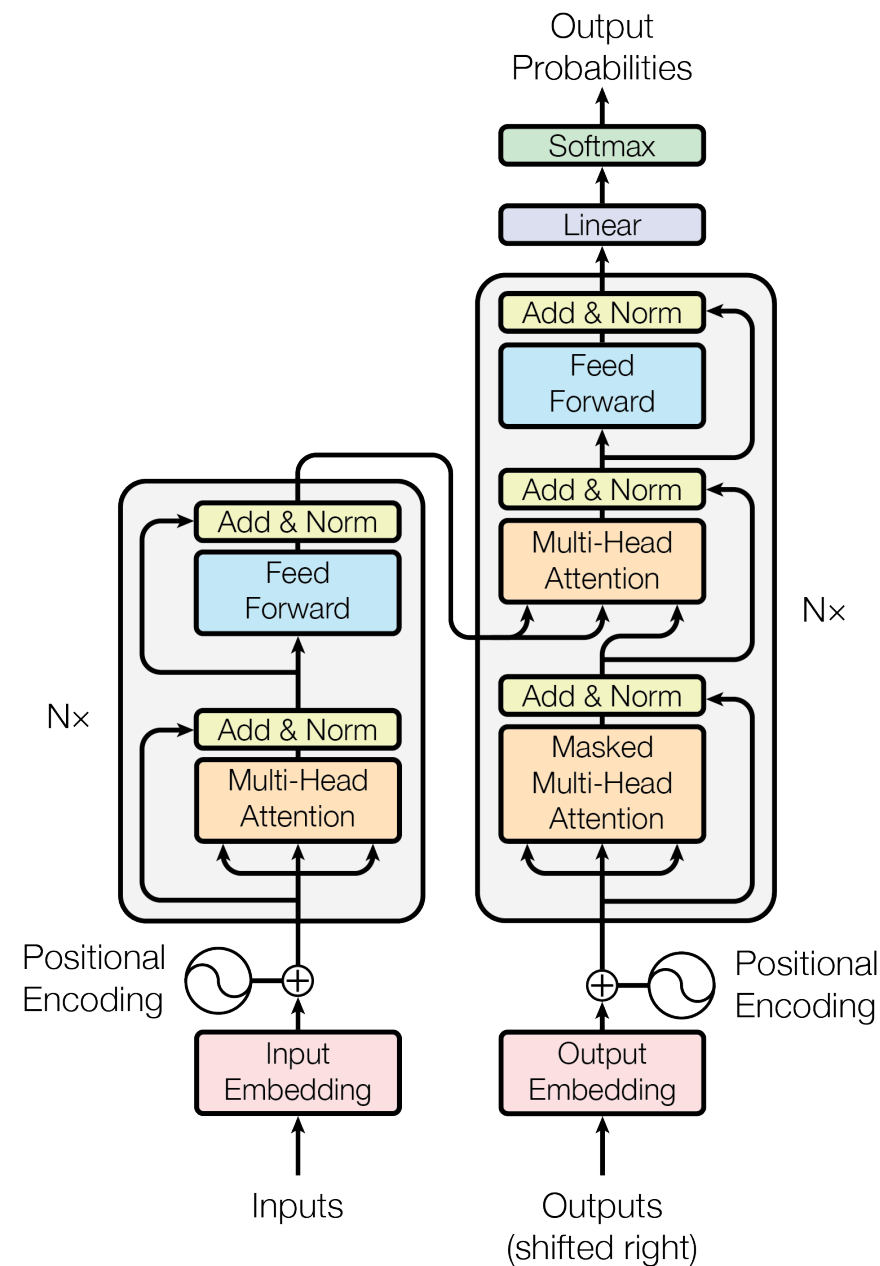 Output
Probabilities
Softmax
Linear
Add & Norm
Feed
Forward
Add & Norm
Multi-Head
Attention
N×
Add & Norm
Masked
Multi-Head
Attention
Add & Norm
Feed
Forward
N×
Add & Norm
Multi-Head
Attention
Positional
Encoding
Positional
Encoding
Input
Embedding
Output
Embedding
Inputs
Outputs
(shifted right)